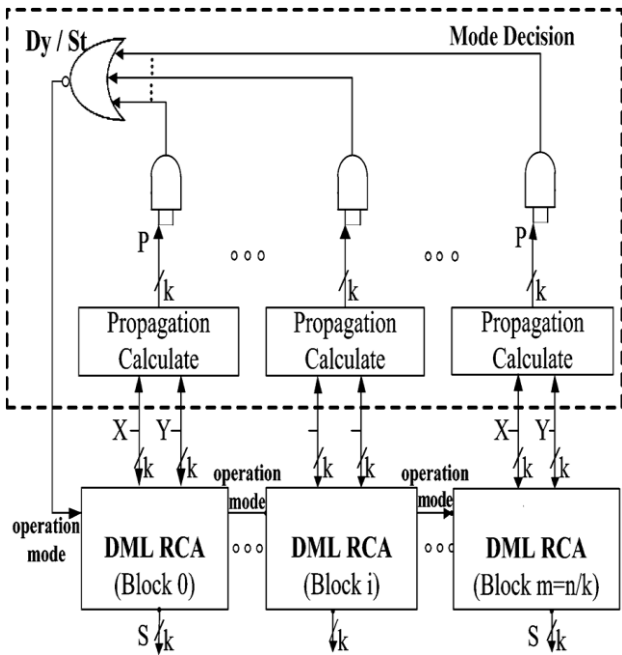 Dy / St
Mode Decision
P
P
k
k
k
Propagation
Calculate
Propagation
Calculate
Propagation
Calculate
X
Y
X
Y
k
k
k
k
k
k
operation
mode
operation
mode
operation
mode
DML RCA
(Block 0)
DML RCA
(Block i)
DML RCA
(Block m=n/k)
S
k
k
S
k